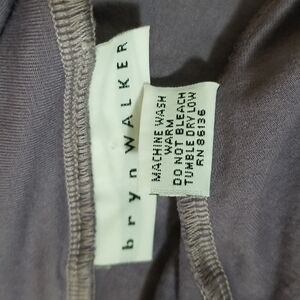 bryn WALKER
MACHINE WASH
WARM
DO NOT BLEACH
TUMBLE DRY LOW
RN 86136